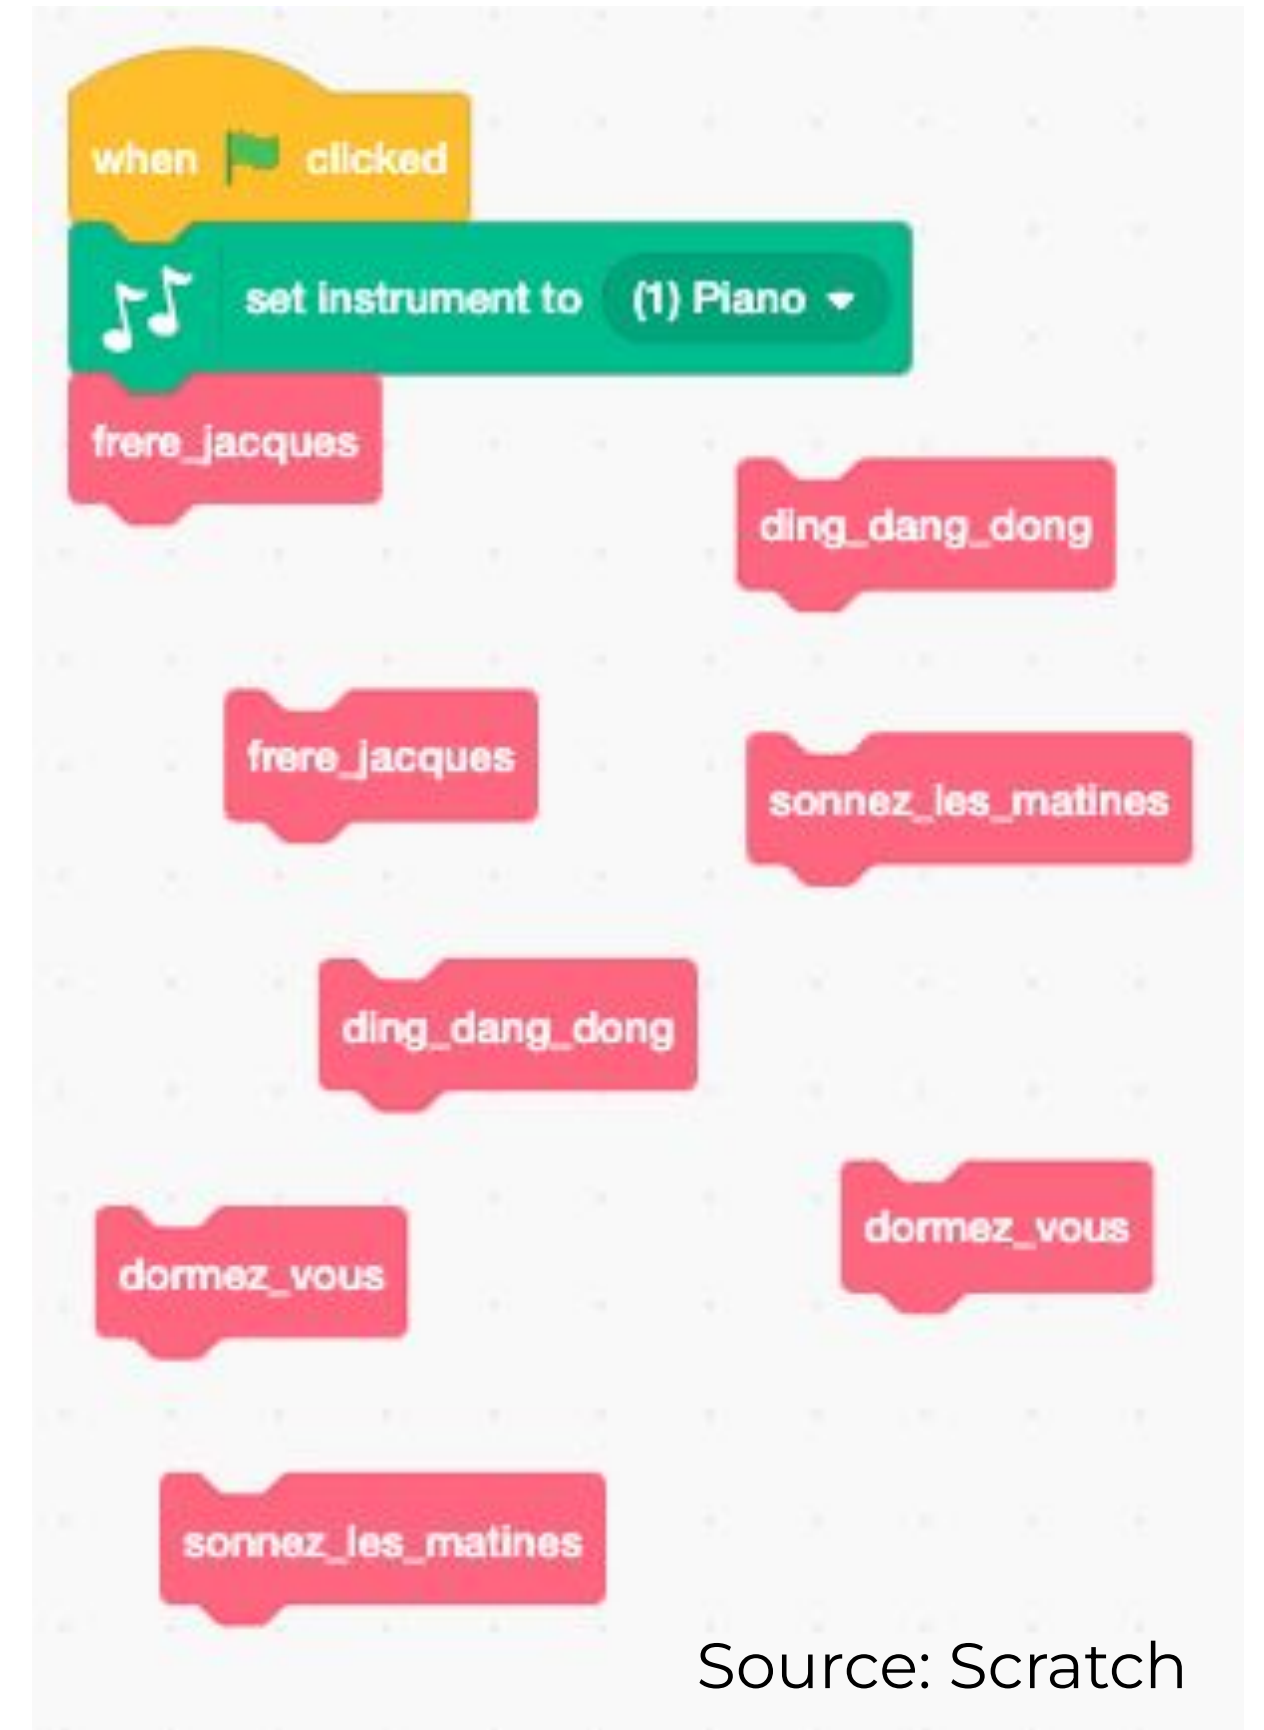 when clicked
set instrument to (1) Piano
frere_jacques
ding_dang_dong
frere_jacques
sonnez_les_matines
ding_dang_dong
dormez_vous
dormez_vous
sonnez_les_matines
Source: Scratch